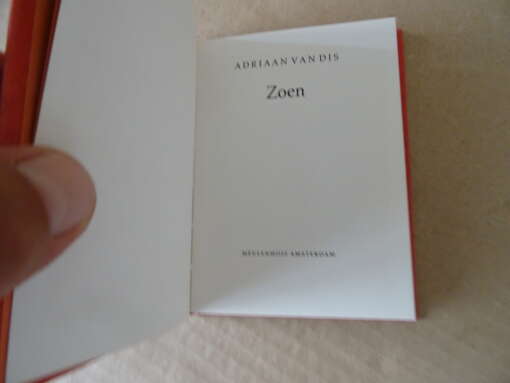 ADRIAAN VAN DIS
Zoen
MEULENHOFF AMSTERDAM